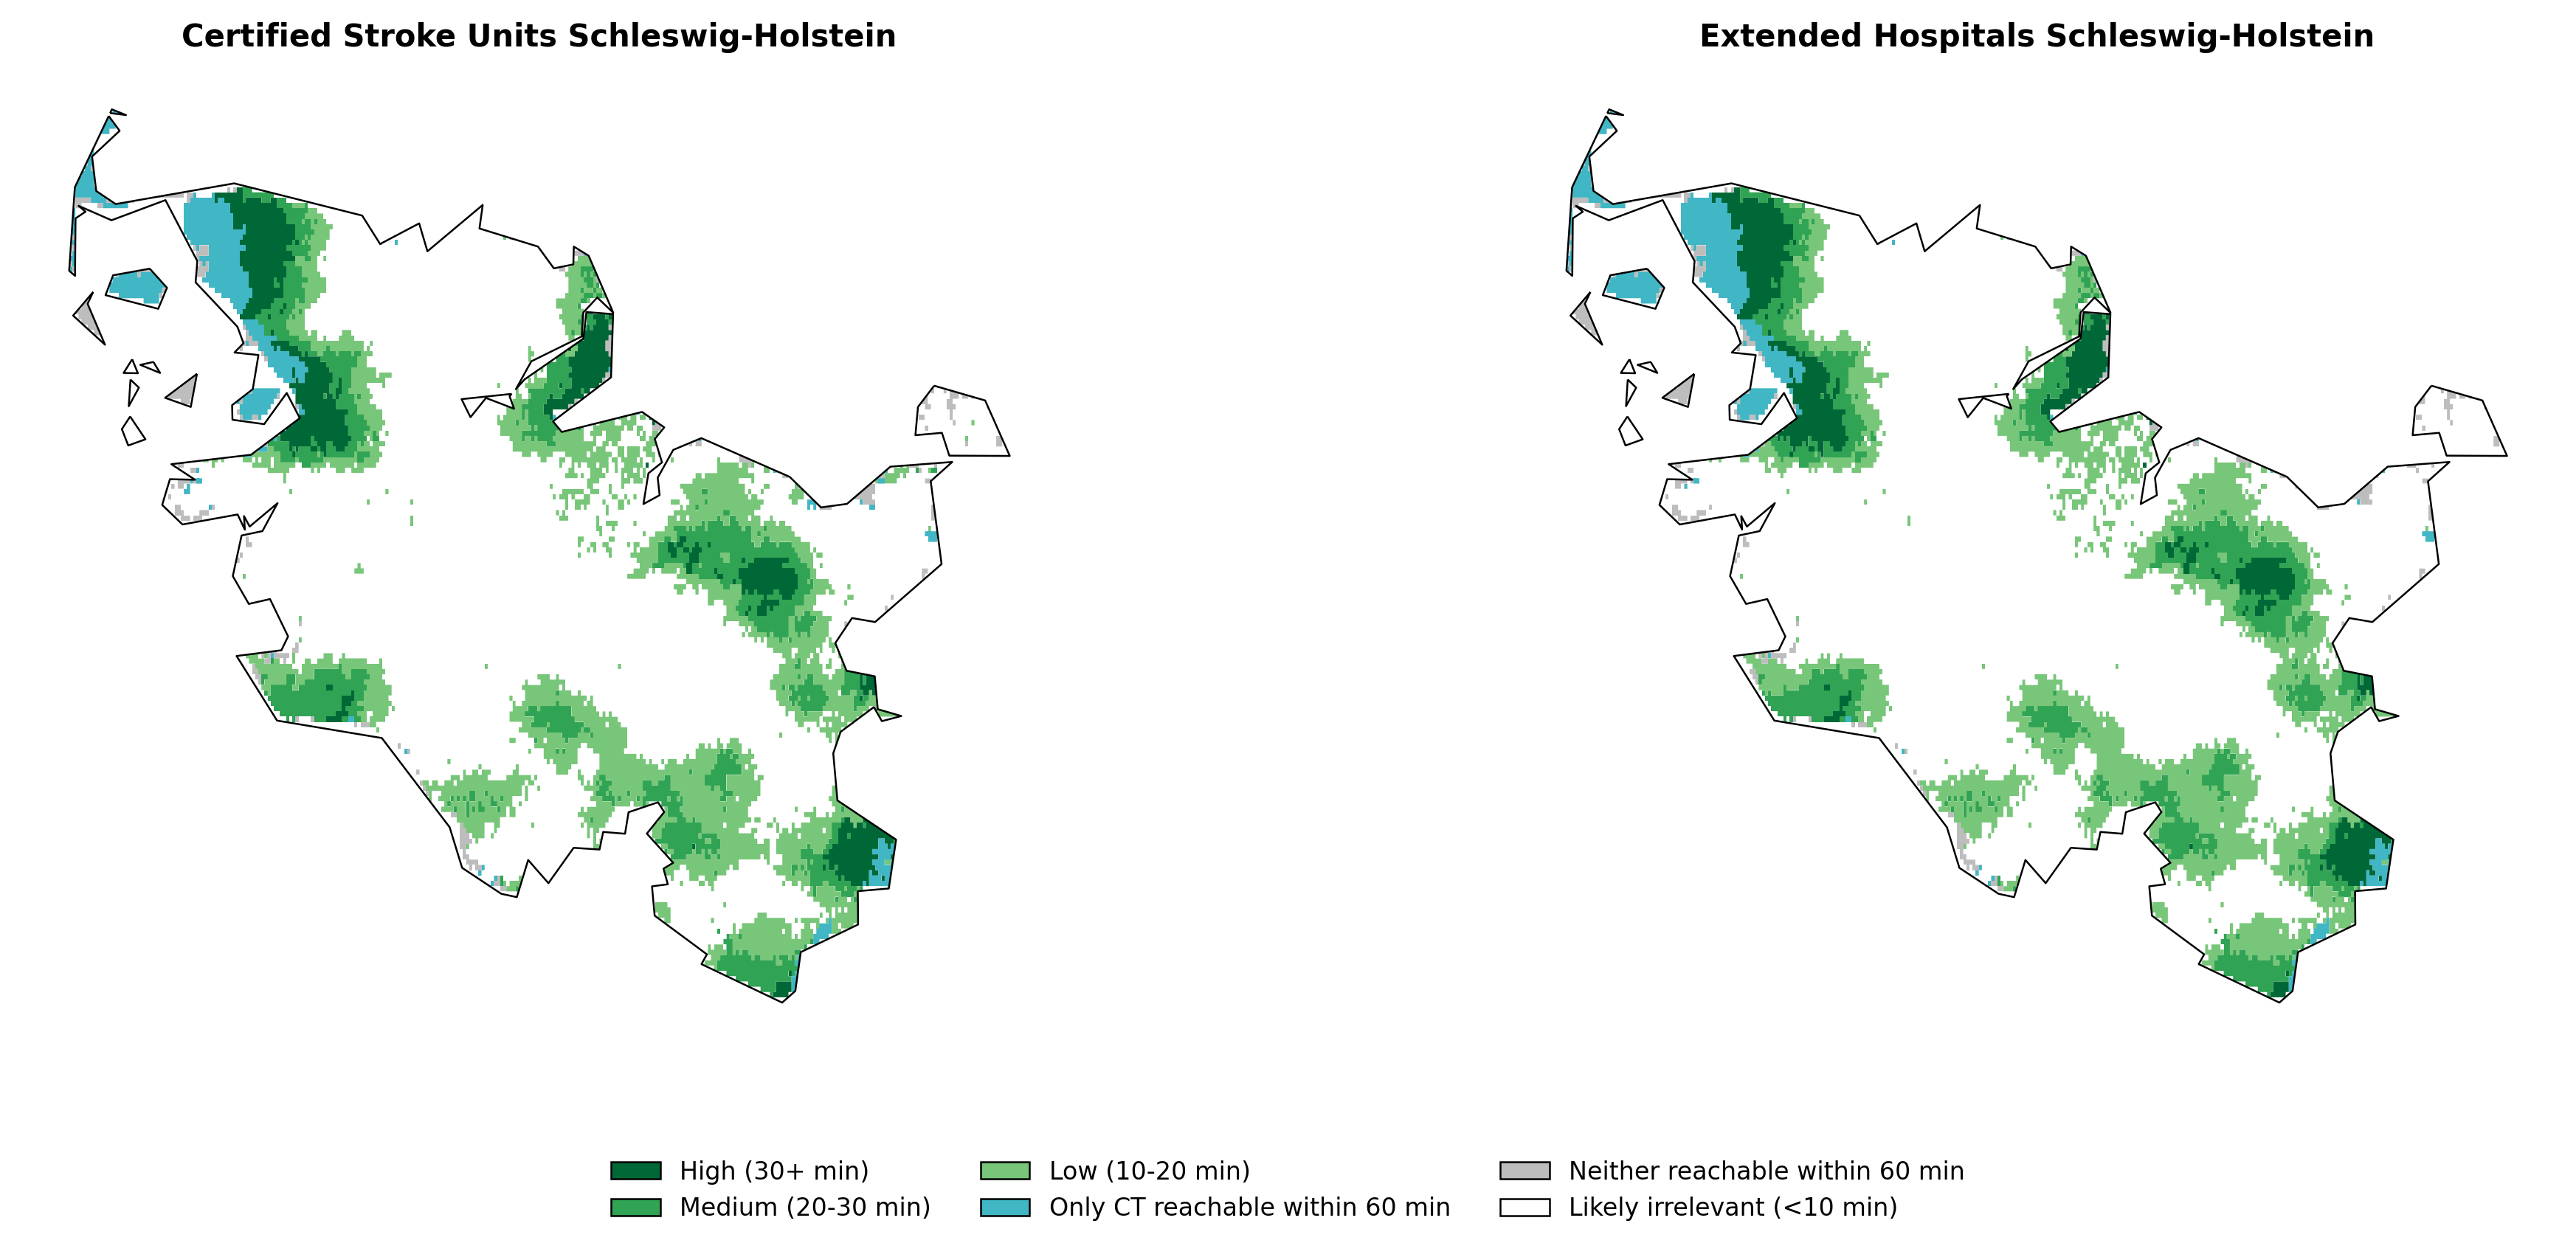 Certified Stroke Units Schleswig-Holstein
Extended Hospitals Schleswig-Holstein
High (30+ min)
Medium (20-30 min)
Low (10-20 min)
Only CT reachable within 60 min
Neither reachable within 60 min
Likely irrelevant (<10 min)